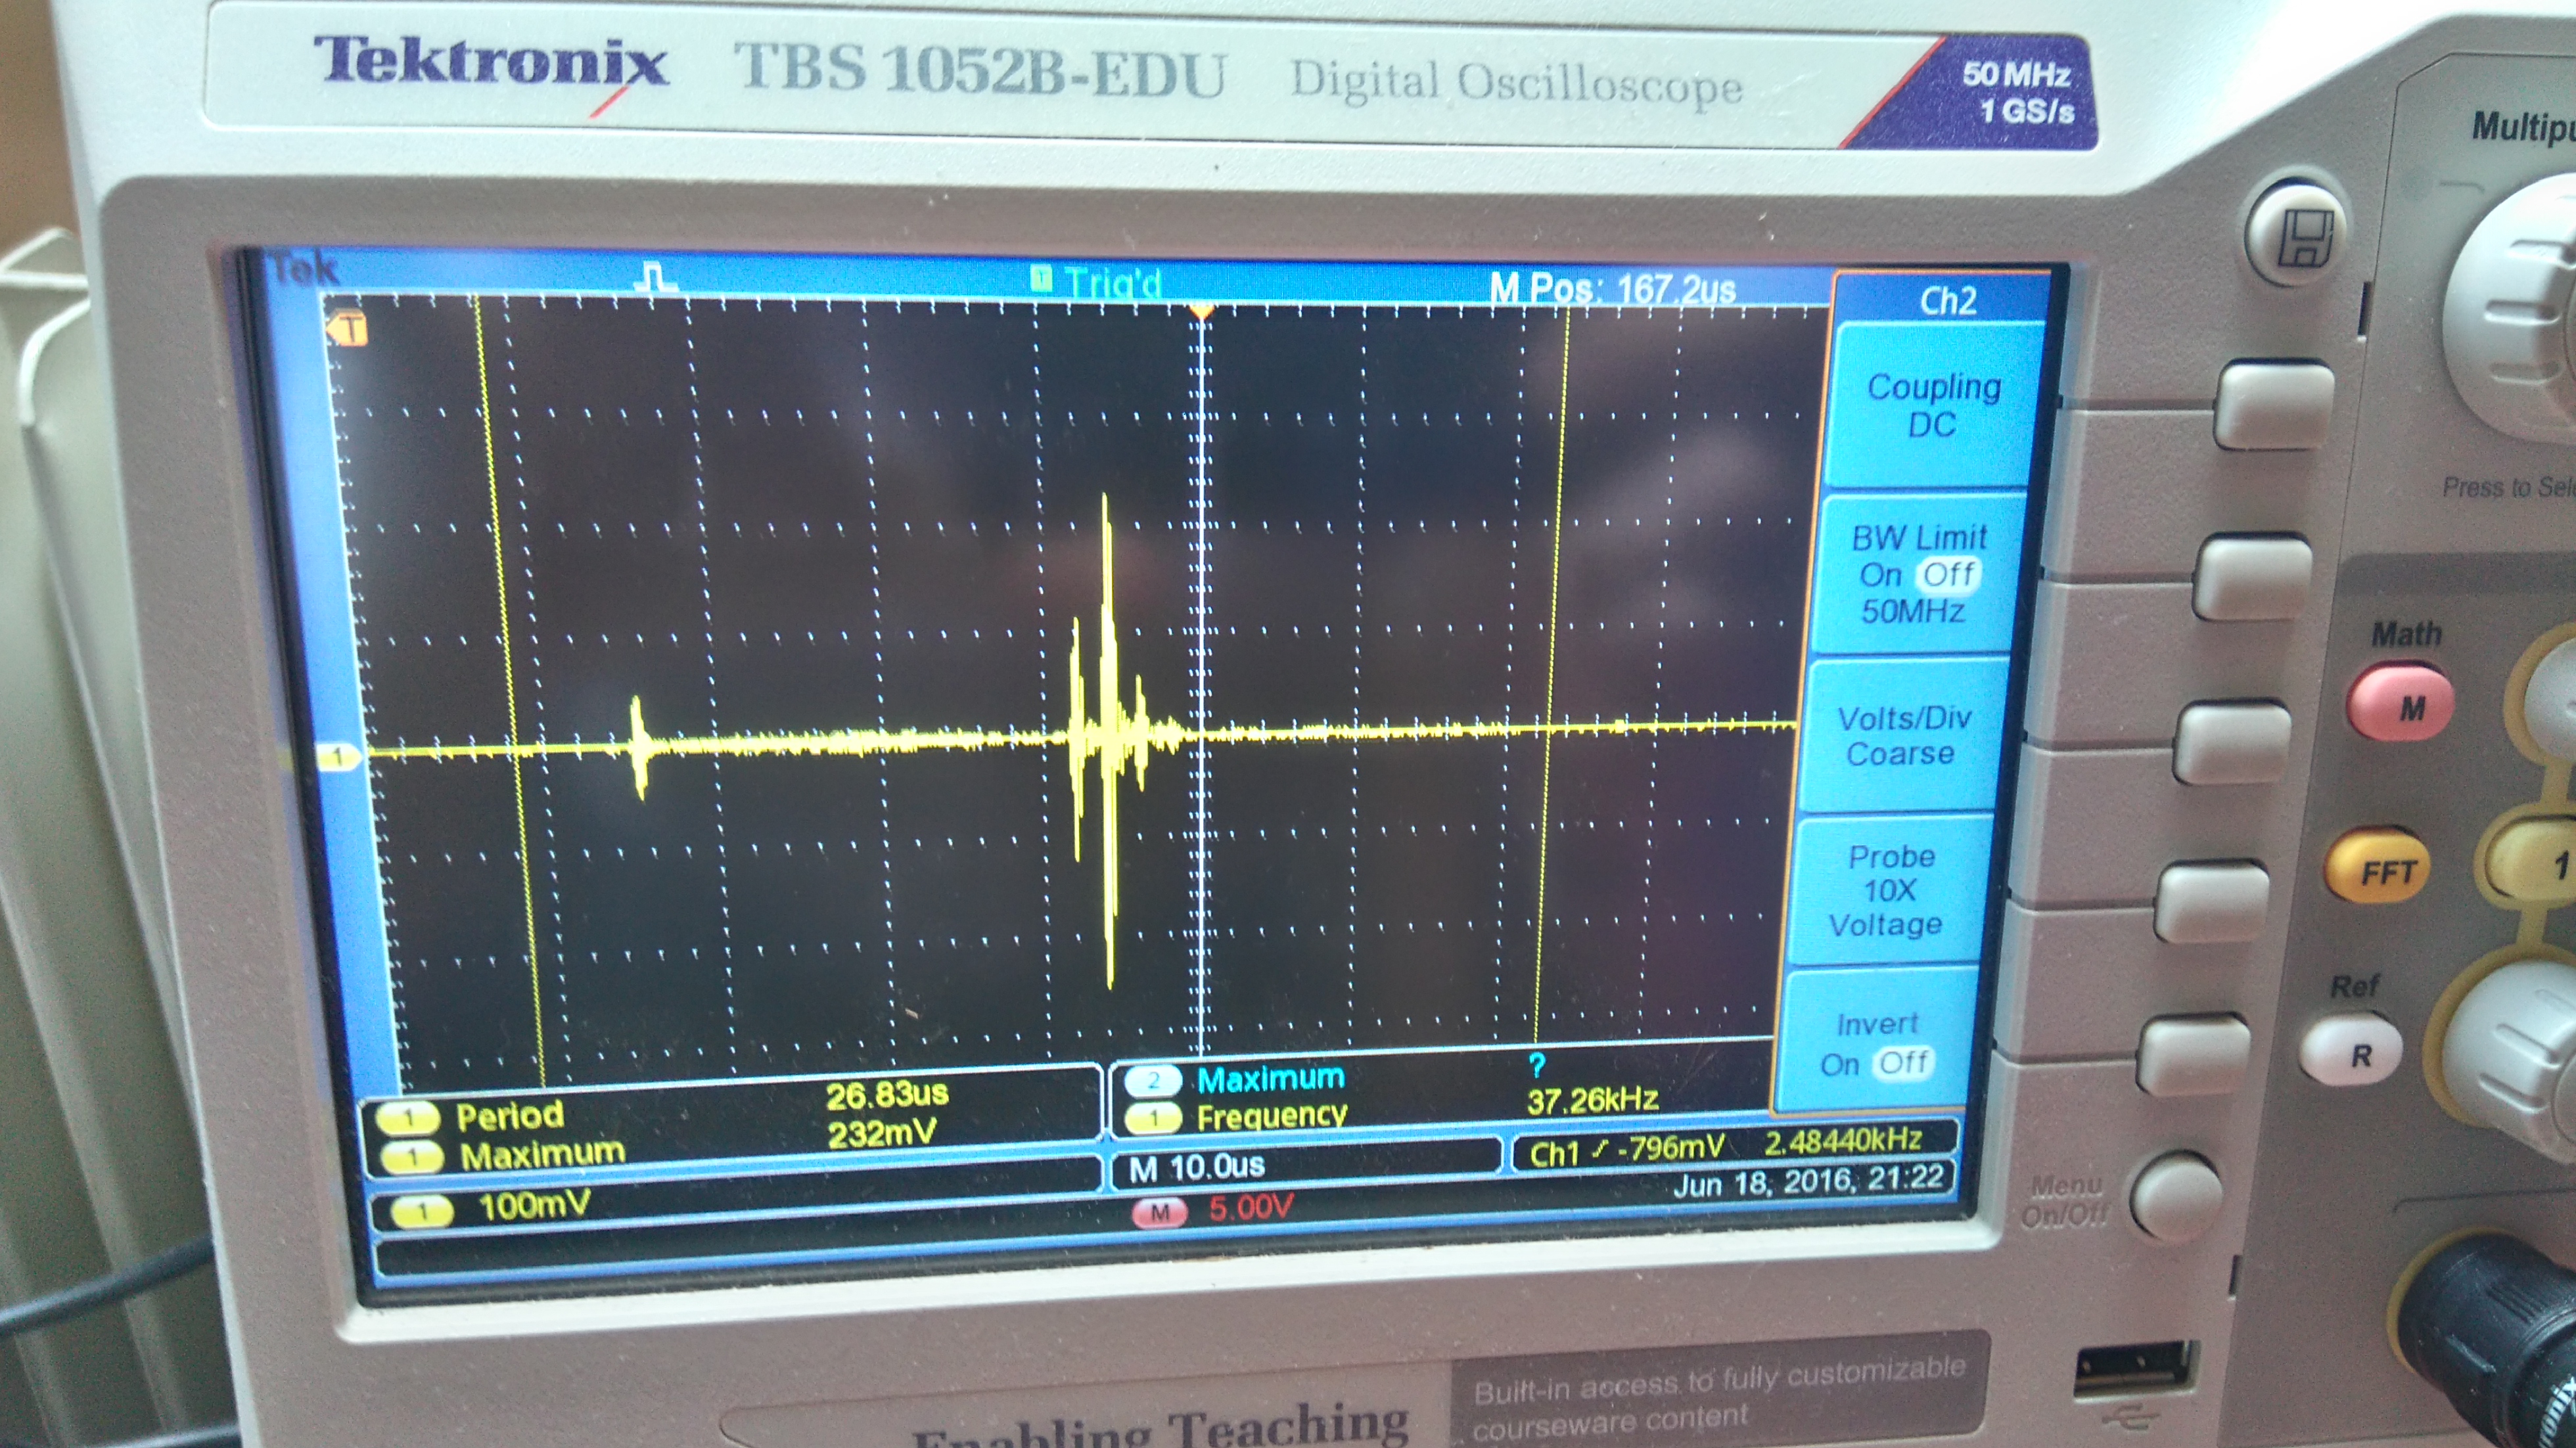 Tektronix TBS 1052B-EDU Digital Oscilloscope
50 MHz
1 GS/s
Tek Trig'd M Pos: 167.2us
T
1
Ch2
Coupling
DC
BW Limit
On Off
50MHz
Volts/Div
Coarse
Probe
10X
Voltage
Invert
On Off
1 Period 26.83us
1 Maximum 232mV
2 Maximum ?
1 Frequency 37.26kHz
M 10.0us
Ch1 -796mV 2.48440kHz
1 100mV
Jun 18, 2016, 21:22
M 5.00V
Press to
Math
M
FFT
1
Ref
R
Menu
On/Off
Enabling Teaching
Built-in access to fully customizable
courseware content